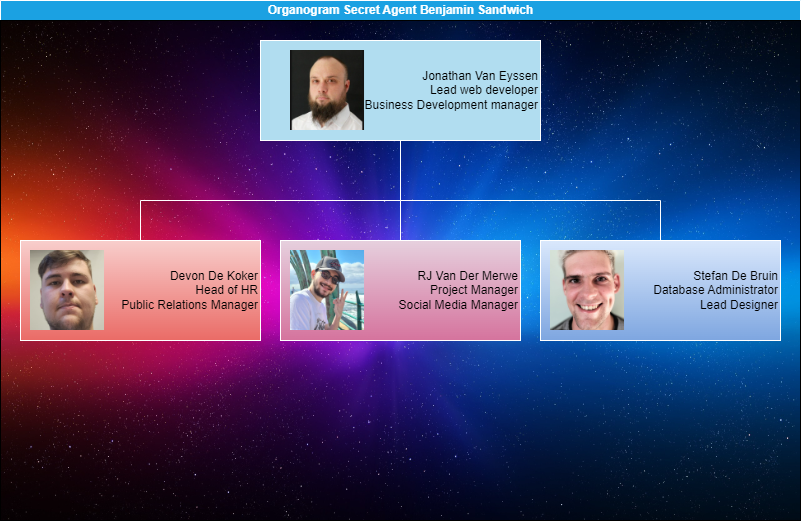 Organogram Secret Agent Benjamin Sandwich
Jonathan Van Eyssen
Lead web developer
Business Development manager
Devon De Koker
Head of HR
Public Relations Manager
RJ Van Der Merwe
Project Manager
Social Media Manager
Stefan De Bruin
Database Administrator
Lead Designer